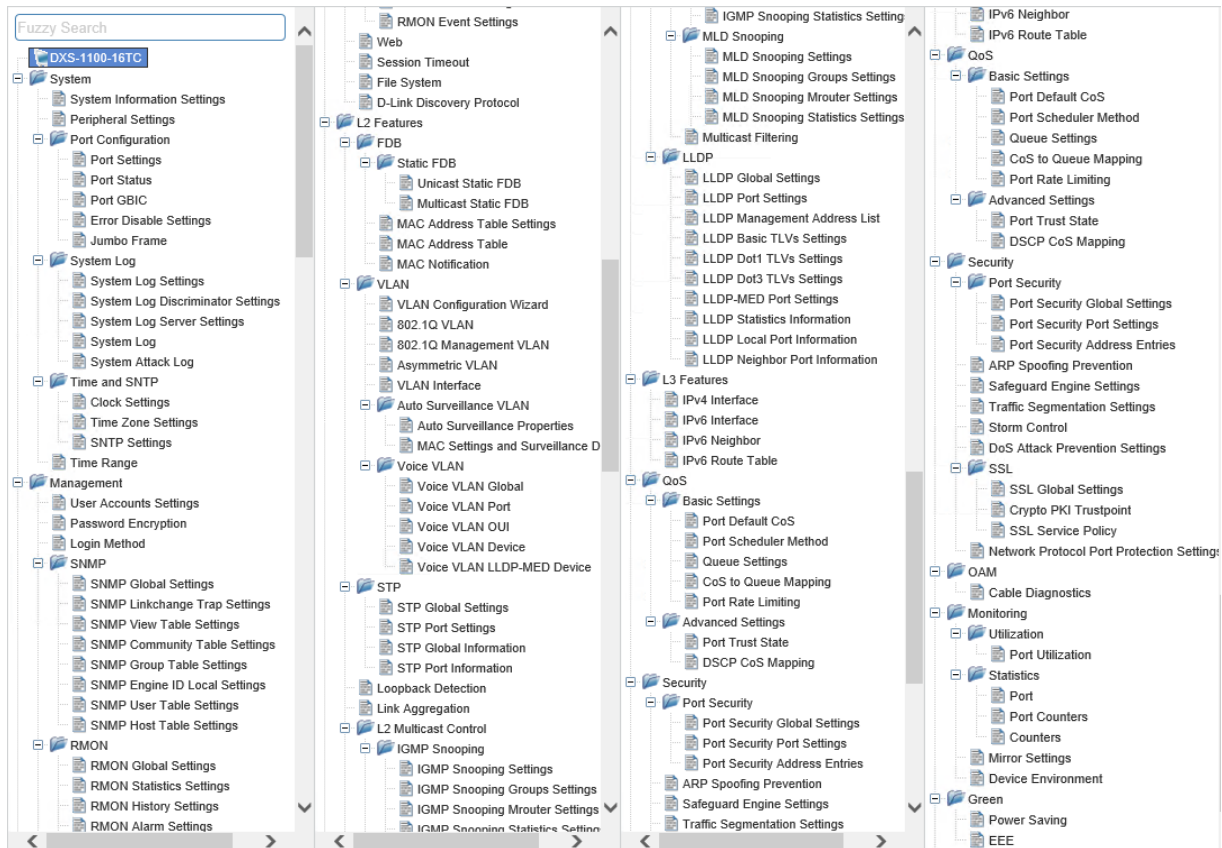 Fuzzy Search
DXS-1100-16TC
System
System Information Settings
Peripheral Settings
Port Configuration
Port Settings
Port Status
Port GBIC
Error Disable Settings
Jumbo Frame
System Log
System Log Settings
System Log Discriminator Settings
System Log Server Settings
System Log
System Attack Log
Time and SNTP
Clock Settings
Time Zone Settings
SNTP Settings
Time Range
Management
User Accounts Settings
Password Encryption
Login Method
SNMP
SNMP Global Settings
SNMP Linkchange Trap Settings
SNMP View Table Settings
SNMP Community Table Settings
SNMP Group Table Settings
SNMP Engine ID Local Settings
SNMP User Table Settings
SNMP Host Table Settings
RMON
RMON Global Settings
RMON Statistics Settings
RMON History Settings
RMON Alarm Settings
RMON Event Settings
Web
Session Timeout
File System
D-Link Discovery Protocol
L2 Features
FDB
Static FDB
Unicast Static FDB
Multicast Static FDB
MAC Address Table Settings
MAC Address Table
MAC Notification
VLAN
VLAN Configuration Wizard
802.1Q VLAN
802.1Q Management VLAN
Asymmetric VLAN
VLAN Interface
Auto Surveillance VLAN
Auto Surveillance Properties
MAC Settings and Surveillance D
Voice VLAN
Voice VLAN Global
Voice VLAN Port
Voice VLAN OUI
Voice VLAN Device
Voice VLAN LLDP-MED Device
STP
STP Global Settings
STP Port Settings
STP Global Information
STP Port Information
Loopback Detection
Link Aggregation
L2 Multicast Control
IGMP Snooping
IGMP Snooping Settings
IGMP Snooping Groups Settings
IGMP Snooping Mrouter Settings
IGMP Snooping Statistics Setting
IGMP Snooping Statistics Setting
MLD Snooping
MLD Snooping Settings
MLD Snooping Groups Settings
MLD Snooping Mrouter Settings
MLD Snooping Statistics Settings
Multicast Filtering
LLDP
LLDP Global Settings
LLDP Port Settings
LLDP Management Address List
LLDP Basic TLVs Settings
LLDP Dot1 TLVs Settings
LLDP Dot3 TLVs Settings
LLDP-MED Port Settings
LLDP Statistics Information
LLDP Local Port Information
LLDP Neighbor Port Information
L3 Features
IPv4 Interface
IPv6 Interface
IPv6 Neighbor
IPv6 Route Table
QoS
Basic Settings
Port Default CoS
Port Scheduler Method
Queue Settings
CoS to Queue Mapping
Port Rate Limiting
Advanced Settings
Port Trust State
DSCP CoS Mapping
Security
Port Security
Port Security Global Settings
Port Security Port Settings
Port Security Address Entries
ARP Spoofing Prevention
Safeguard Engine Settings
Traffic Segmentation Settings
IPv6 Neighbor
IPv6 Route Table
QoS
Basic Settings
Port Default CoS
Port Scheduler Method
Queue Settings
CoS to Queue Mapping
Port Rate Limiting
Advanced Settings
Port Trust State
DSCP CoS Mapping
Security
Port Security
Port Security Global Settings
Port Security Port Settings
Port Security Address Entries
ARP Spoofing Prevention
Safeguard Engine Settings
Traffic Segmentation Settings
Storm Control
DoS Attack Prevention Settings
SSL
SSL Global Settings
Crypto PKI Trustpoint
SSL Service Policy
Network Protocol Port Protection Settings
OAM
Cable Diagnostics
Monitoring
Utilization
Port Utilization
Statistics
Port
Port Counters
Counters
Mirror Settings
Device Environment
Green
Power Saving
EEE